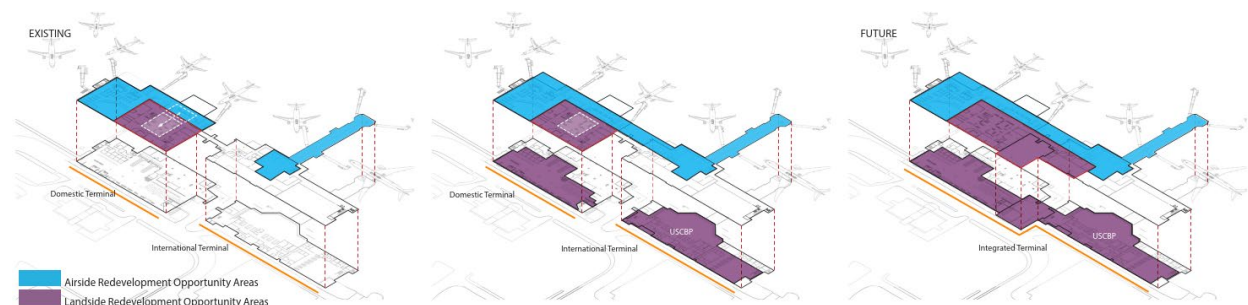 EXISTING
Domestic Terminal
International Terminal
Airside Redevelopment Opportunity Areas
Landside Redevelopment Opportunity Areas
Domestic Terminal
International Terminal
USCBP
FUTURE
Integrated Terminal
USCBP